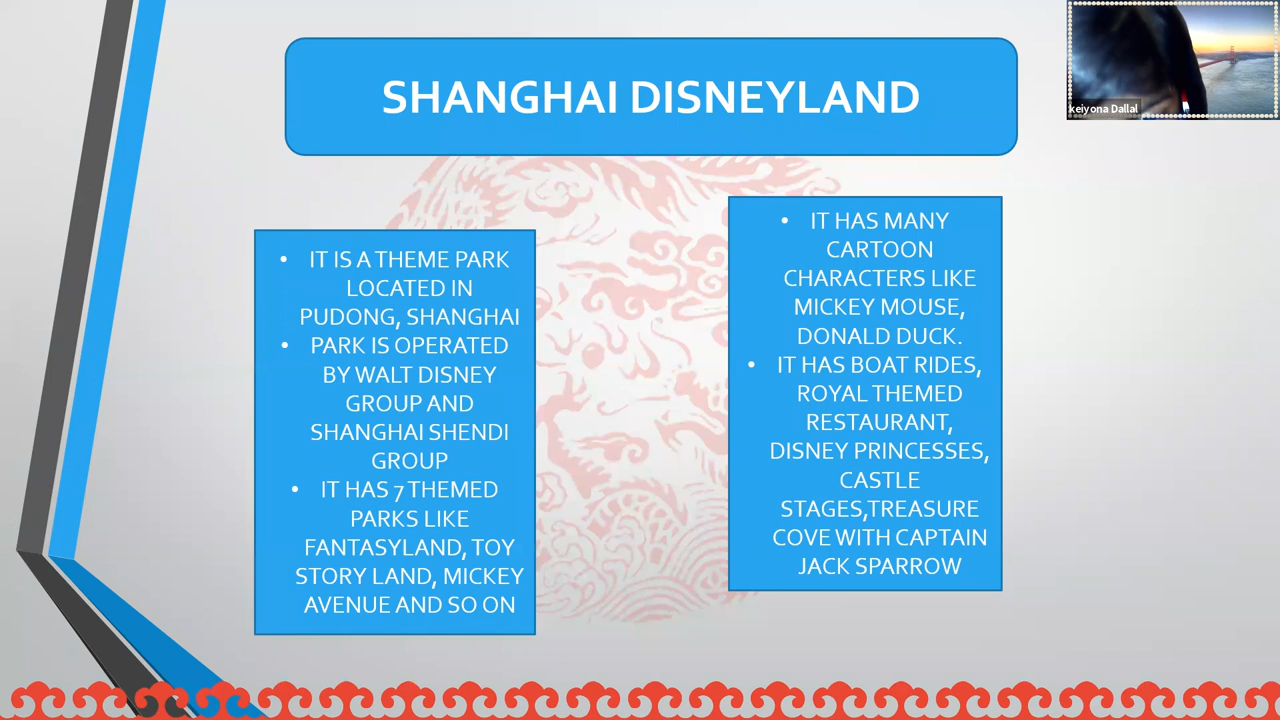 SHANGHAI DISNEYLAND
keiyona Dallal
• IT IS A THEME PARK
LOCATED IN
PUDONG, SHANGHAI
• PARK IS OPERATED
BY WALT DISNEY
GROUP AND
SHANGHAI SHENDI
GROUP
• IT HAS 7 THEMED
PARKS LIKE
FANTASYLAND, TOY
STORY LAND, MICKEY
AVENUE AND SO ON
• IT HAS MANY
CARTOON
CHARACTERS LIKE
MICKEY MOUSE,
DONALD DUCK.
• IT HAS BOAT RIDES,
ROYAL THEMED
RESTAURANT,
DISNEY PRINCESSES,
CASTLE
STAGES,TREASURE
COVE WITH CAPTAIN
JACK SPARROW